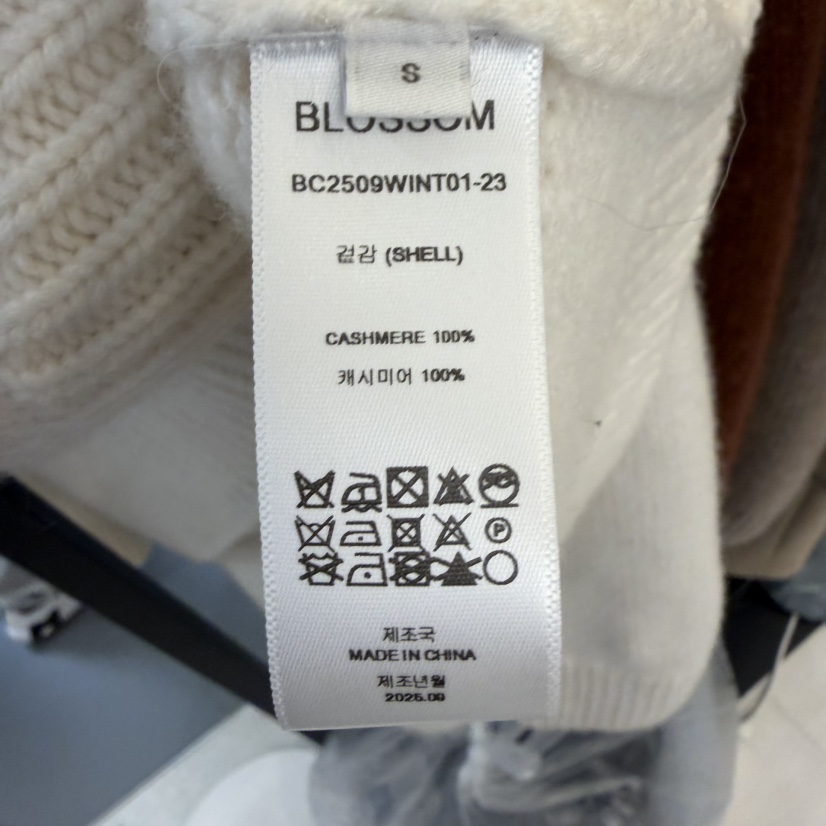 S
BLOSSOM
BC2509WINT01-23
겉감 (SHELL)
CASHMERE 100%
캐시미어 100%
P
제조국
MADE IN CHINA
제조년월
2025.09